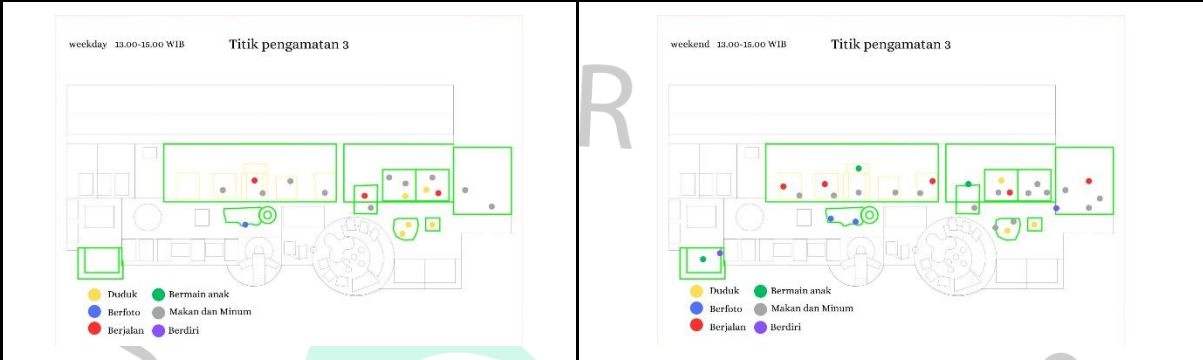 weekday 13.00-15.00 WIB Titik pengamatan 3
Duduk Bermain anak
Berfoto Makan dan Minum
Berjalan Berdiri
weekend 13.00-15.00 WIB Titik pengamatan 3
Duduk Bermain anak
Berfoto Makan dan Minum
Berjalan Berdiri
R